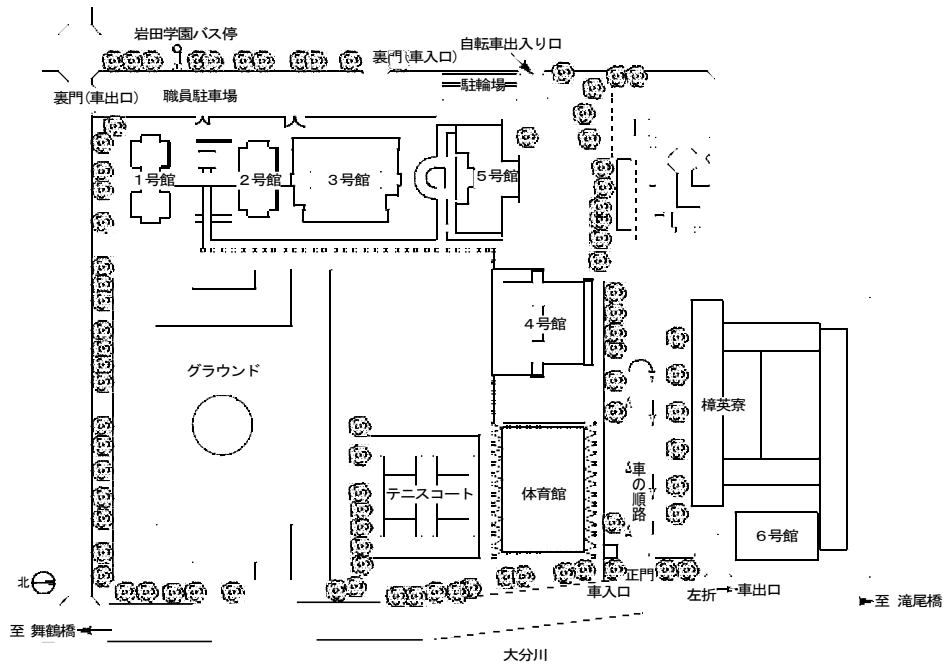 岩田学園バス停
自転車出入り口
裏門(車入口)
駐輪場
裏門(車出口)
職員駐車場
1号館
2号館
3号館
5号館
4号館
グラウンド
樟英寮
テニスコート
体育館
車の順路
6号館
北
正門
車入口
左折
車出口
至 滝尾橋
至 舞鶴橋
大分川